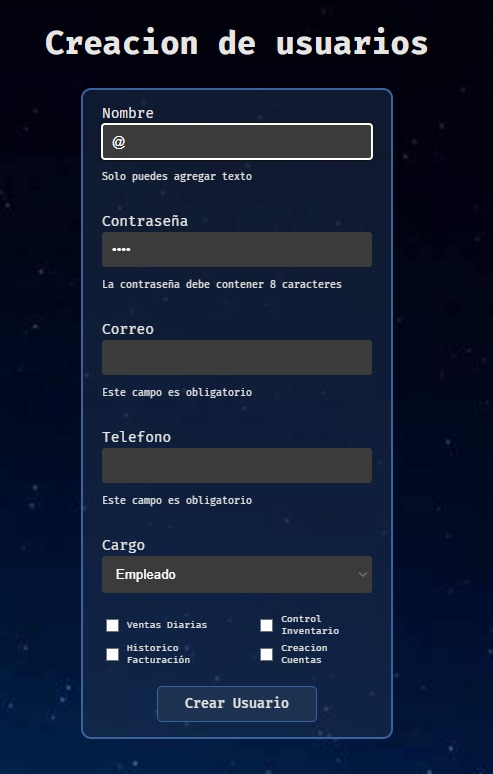 Creacion de usuarios
Nombre
@
Solo puedes agregar texto
Contraseña
••••
La contraseña debe contener 8 caracteres
Correo
Este campo es obligatorio
Telefono
Este campo es obligatorio
Cargo
Empleado
Ventas Diarias
Control
Inventario
Historico
Facturación
Creacion
Cuentas
Crear Usuario